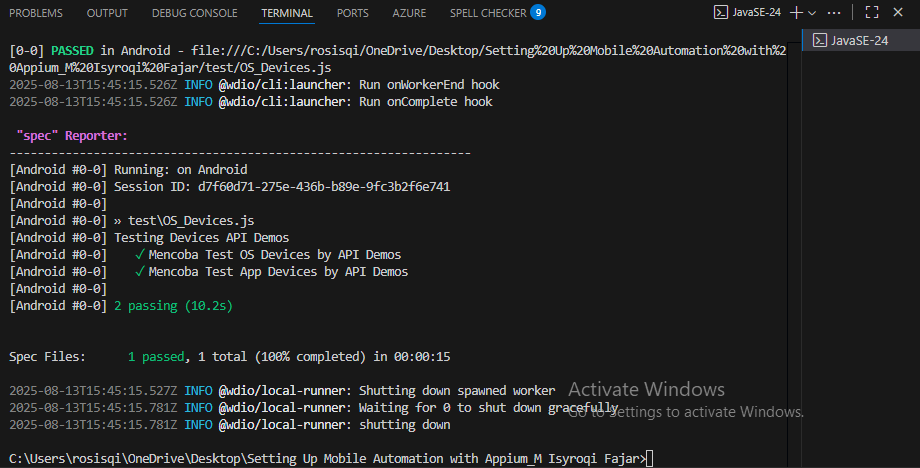 PROBLEMS OUTPUT DEBUG CONSOLE TERMINAL PORTS AZURE SPELL CHECKER 9 JavaSE-24
JavaSE-24
[0-0] PASSED in Android - file:///C:/Users/rosisqi/OneDrive/Desktop/Setting%20Up%20Mobile%20Automation%20with%2
0Appium_M%20Isyroqi%20Fajar/test/OS_Devices.js
2025-08-13T15:45:15.526Z INFO @wdio/cli:launcher: Run onWorkerEnd hook
2025-08-13T15:45:15.526Z INFO @wdio/cli:launcher: Run onComplete hook
"spec" Reporter:
------------------------------------------------------------------
[Android #0-0] Running: on Android
[Android #0-0] Session ID: d7f60d71-275e-436b-b89e-9fc3b2f6e741
[Android #0-0]
[Android #0-0] » test\OS_Devices.js
[Android #0-0] Testing Devices API Demos
[Android #0-0] ✓ Mencoba Test OS Devices by API Demos
[Android #0-0] ✓ Mencoba Test App Devices by API Demos
[Android #0-0]
[Android #0-0] 2 passing (10.2s)
Spec Files: 1 passed, 1 total (100% completed) in 00:00:15
2025-08-13T15:45:15.527Z INFO @wdio/local-runner: Shutting down spawned worker
2025-08-13T15:45:15.781Z INFO @wdio/local-runner: Waiting for 0 to shut down gracefully
2025-08-13T15:45:15.781Z INFO @wdio/local-runner: shutting down
Activate Windows
Go to Settings to activate Windows.
C:\Users\rosisqi\OneDrive\Desktop\Setting Up Mobile Automation with Appium_M Isyroqi Fajar>